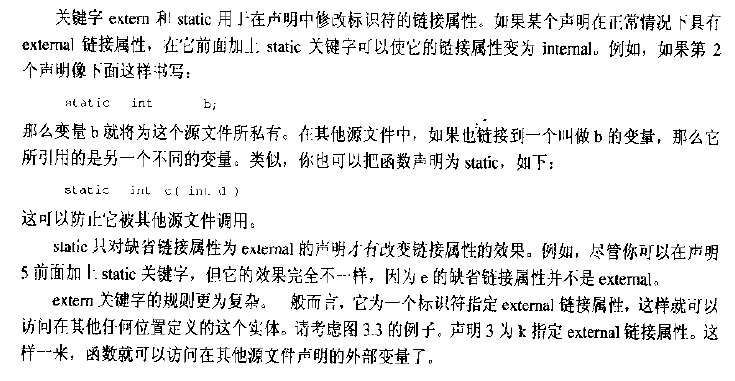 关键字 extern 和 static 用于在声明中修改标识符的链接属性。如果某个声明在正常情况下具有
external 链接属性，在它前面加上 static 关键字可以使它的链接属性变为 internal。例如，如果第 2
个声明像下面这样书写：
static int b;
那么变量 b 就将为这个源文件所私有。在其他源文件中，如果也链接到一个叫做 b 的变量，那么它
所引用的是另一个不同的变量。类似，你也可以把函数声明为 static，如下：
static int c( int d )
这可以防止它被其他源文件调用。
static 只对缺省链接属性为 external 的声明才有改变链接属性的效果。例如，尽管你可以在声明
5 前面加上 static 关键字，但它的效果完全不一样，因为 e 的缺省链接属性并不是 external。
extern 关键字的规则更为复杂。 般而言，它为一个标识符指定 external 链接属性，这样就可以
访问在其他任何位置定义的这个实体。请考虑图 3.3 的例子。声明 3 为 k 指定 external 链接属性。这
样一来，函数就可以访问在其他源文件声明的外部变量了。